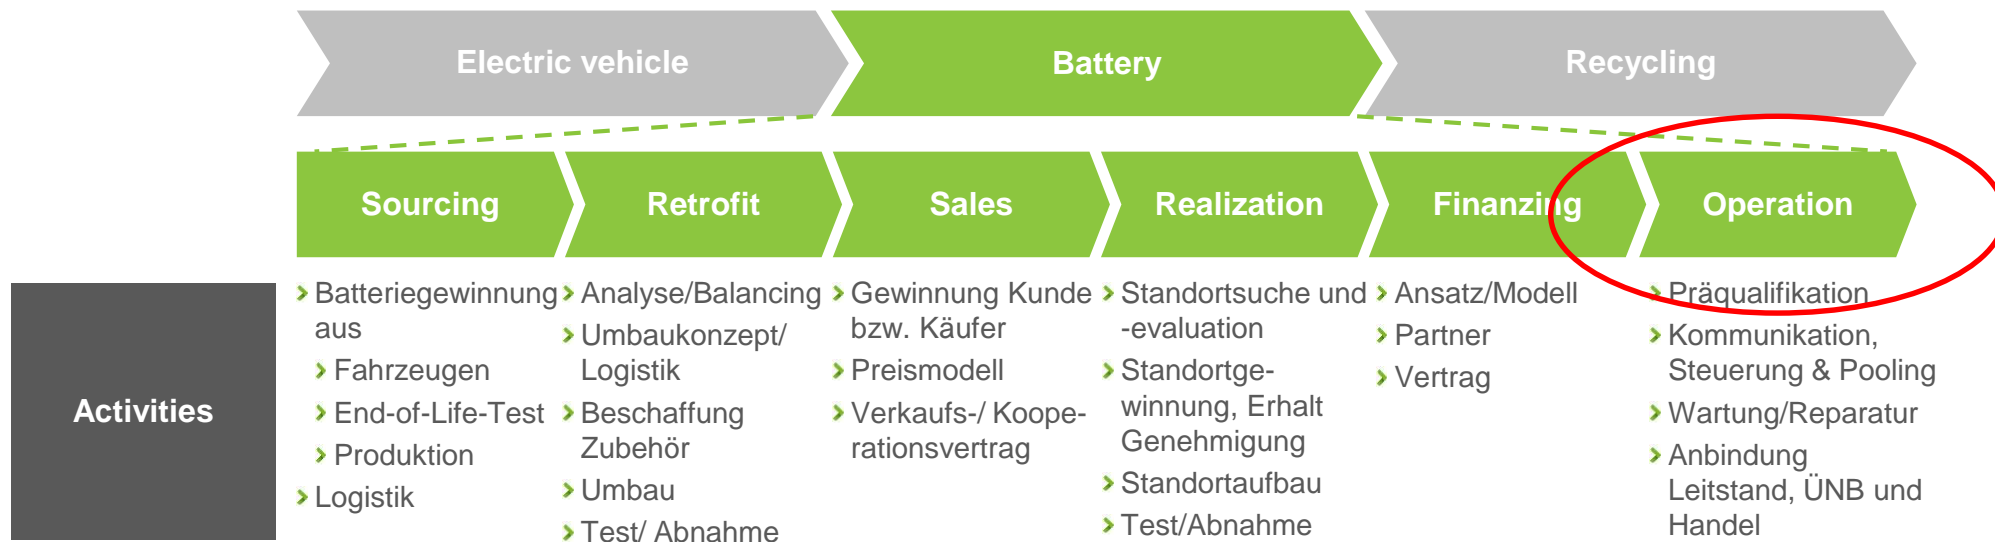 Electric vehicle
Battery
Recycling
Sourcing
Retrofit
Sales
Realization
Finanzing
Operation
Activities
Batteriegewinnung
aus
Fahrzeugen
End-of-Life-Test
Produktion
Logistik
Analyse/Balancing
Umbaukonzept/
Logistik
Beschaffung
Zubehör
Umbau
Test/ Abnahme
Gewinnung Kunde
bzw. Käufer
Preismodell
Verkaufs-/ Koope-
rationsvertrag
Standortsuche und
-evaluation
Standortge-
winnung, Erhalt
Genehmigung
Standortaufbau
Test/Abnahme
Ansatz/Modell
Partner
Vertrag
Präqualifikation
Kommunikation,
Steuerung & Pooling
Wartung/Reparatur
Anbindung
Leitstand, ÜNB und
Handel